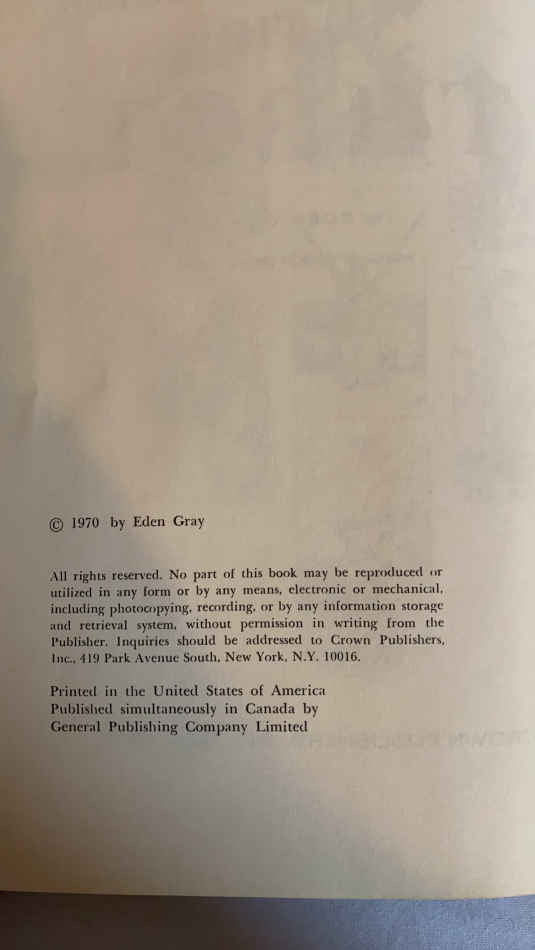 © 1970 by Eden Gray
All rights reserved. No part of this book may be reproduced or
utilized in any form or by any means, electronic or mechanical,
including photocopying, recording, or by any information storage
and retrieval system, without permission in writing from the
Publisher. Inquiries should be addressed to Crown Publishers,
Inc., 419 Park Avenue South, New York, N.Y. 10016.
Printed in the United States of America
Published simultaneously in Canada by
General Publishing Company Limited